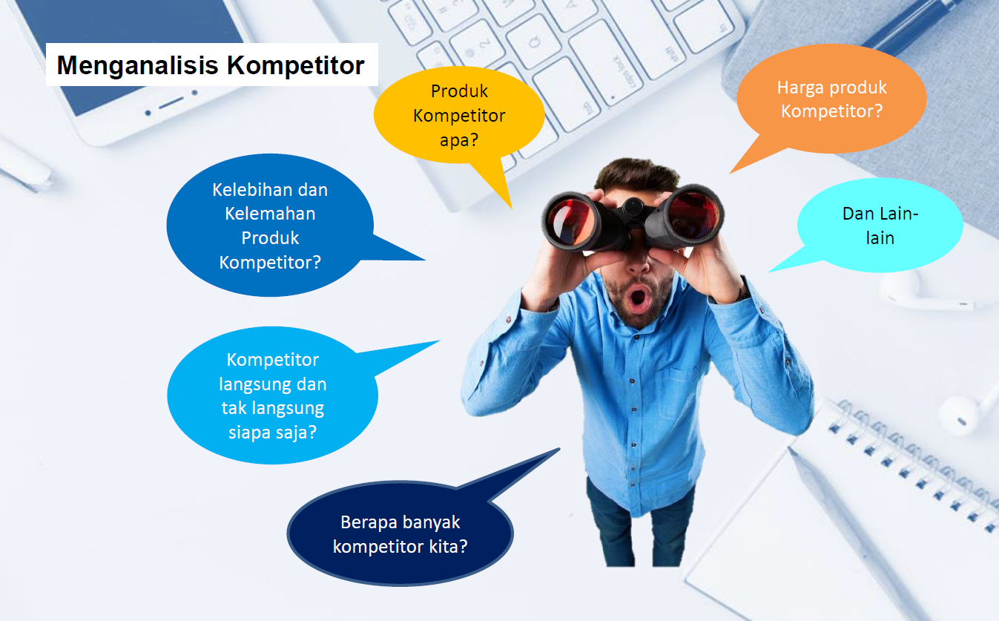 Menganalisis Kompetitor
Produk
Kompetitor
apa?
Harga produk
Kompetitor?
Kelebihan dan
Kelemahan
Produk
Kompetitor?
Dan Lain-
lain
Kompetitor
langsung dan
tak langsung
siapa saja?
Berapa banyak
kompetitor kita?